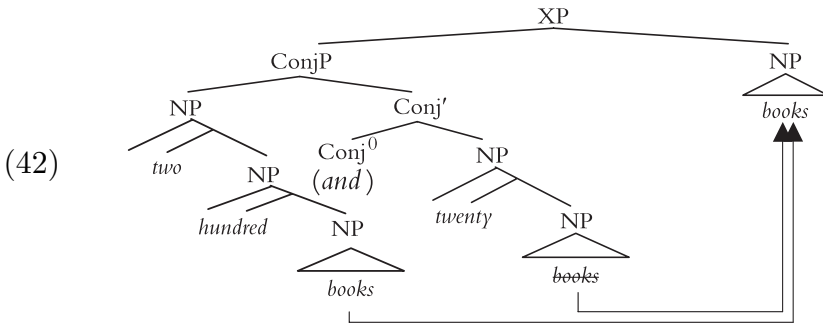 XP
ConjP NP
books
NP Conj′
(42)
two
Conj⁰ NP
(and)
NP
hundred twenty
NP NP
books books